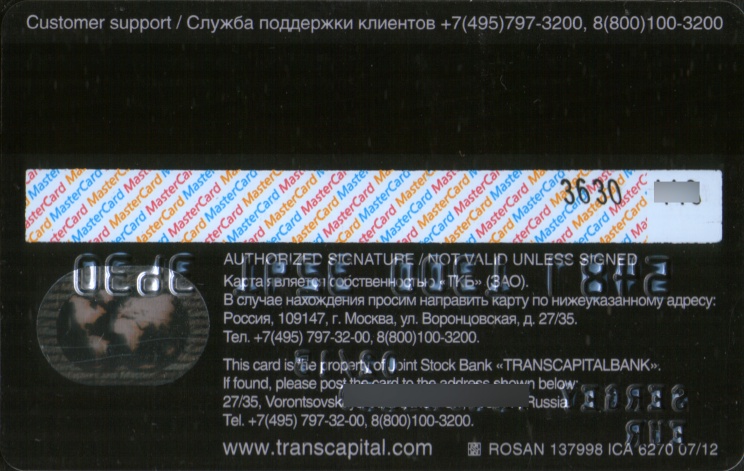 Customer support / Служба поддержки клиентов +7(495)797-3200, 8(800)100-3200
3630
AUTHORIZED SIGNATURE / NOT VALID UNLESS SIGNED
Карта является собственностью «ТКБ» (ЗАО).
В случае нахождения просим направить карту по нижеуказанному адресу:
Россия, 109147, г. Москва, ул. Воронцовская, д. 27/35.
Тел. +7(495) 797-32-00, 8(800)100-3200.
This card is the property of Joint Stock Bank «TRANSCAPITALBANK».
If found, please post the card to the address shown below:
27/35, Vorontsovsk Russia
Tel. +7(495) 797-32-00, 8(800)100-3200.
www.transcapital.com
ROSAN 137998 ICA 6270 07/12